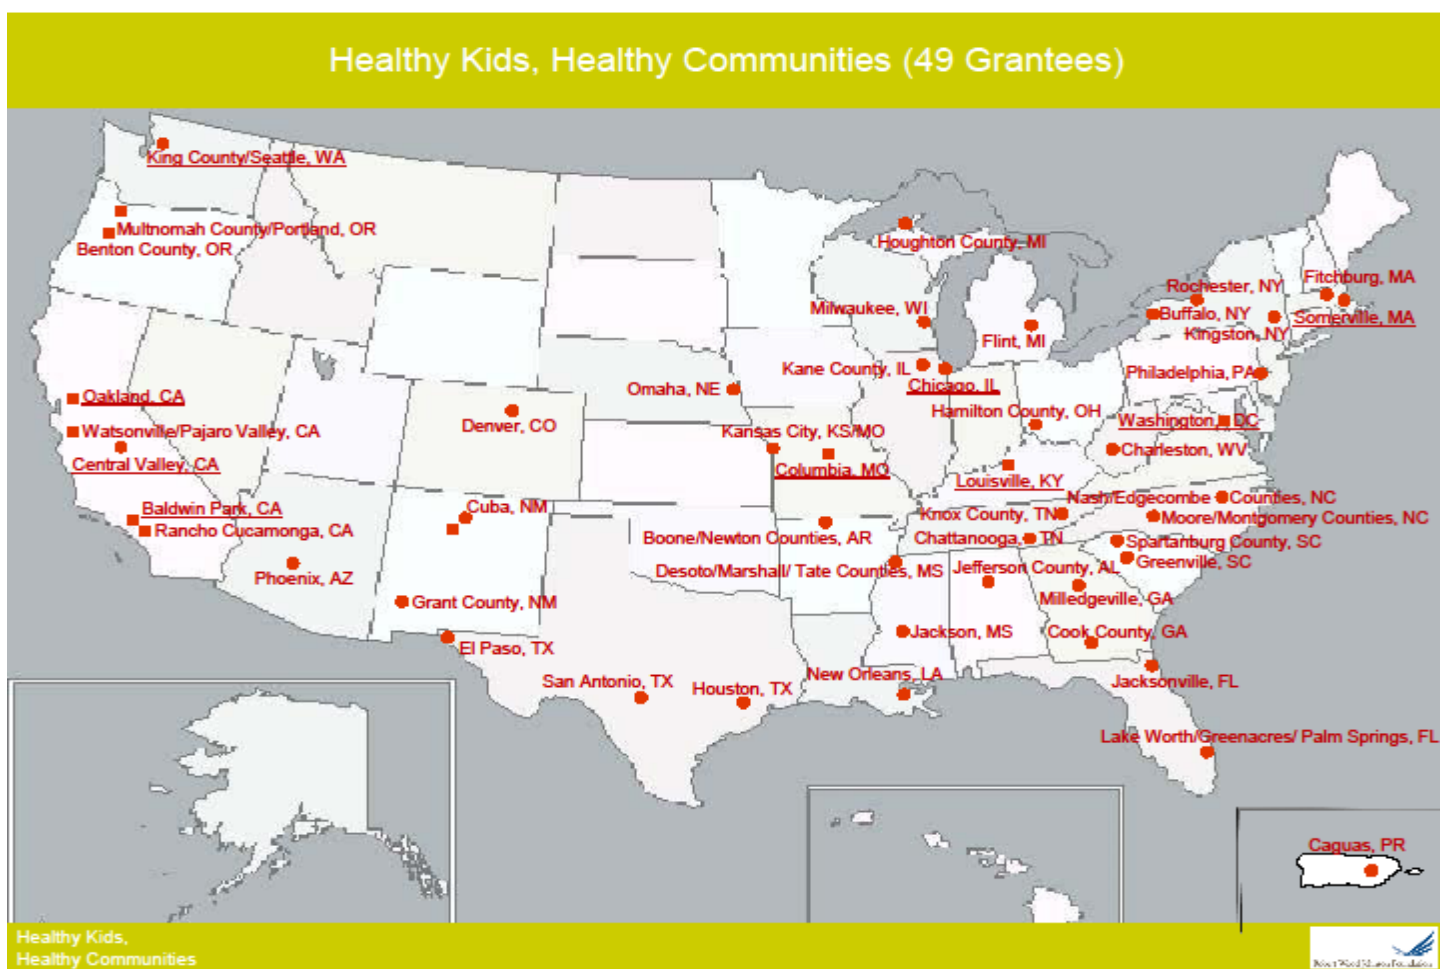 Healthy Kids, Healthy Communities (49 Grantees)
King County/Seattle, WA
Multnomah County/Portland, OR
Benton County, OR
Houghton County, MI
Fitchburg, MA
Rochester, NY
Milwaukee, WI
Buffalo, NY
Somerville, MA
Kingston, NY
Flint, MI
Kane County, IL
Philadelphia, PA
Chicago, IL
Omaha, NE
Oakland, CA
Hamilton County, OH
Washington, DC
Denver, CO
Watsonville/Pajaro Valley, CA
Kansas City, KS/MO
Charleston, WV
Central Valley, CA
Columbia, MO
Louisville, KY
Nash/Edgecombe Counties, NC
Baldwin Park, CA
Cuba, NM
Knox County, TN
Moore/Montgomery Counties, NC
Rancho Cucamonga, CA
Boone/Newton Counties, AR
Chattanooga, TN
Spartanburg County, SC
Greenville, SC
Jefferson County, AL
Desoto/Marshall/ Tate Counties, MS
Phoenix, AZ
Milledgeville, GA
Grant County, NM
Jackson, MS
Cook County, GA
El Paso, TX
New Orleans, LA
San Antonio, TX
Houston, TX
Jacksonville, FL
Lake Worth/Greenacres/ Palm Springs, FL
Caguas, PR
Healthy Kids,
Healthy Communities
Robert Wood Johnson Foundation